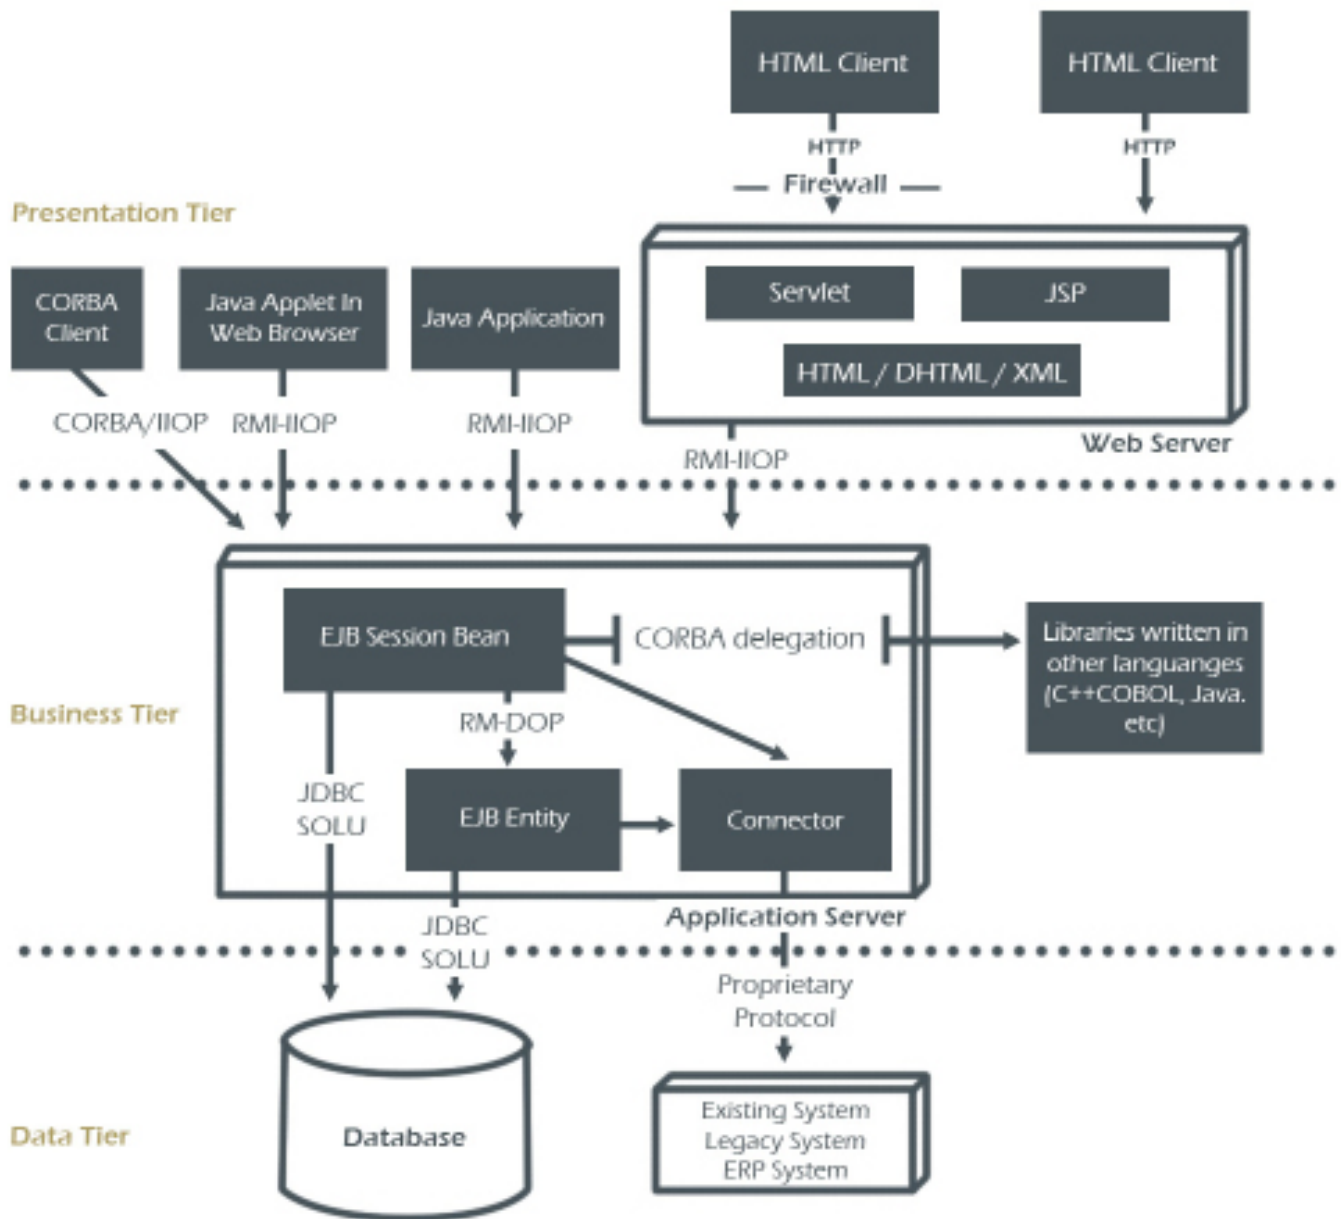 HTML Client
HTML Client
HTTP
HTTP
Firewall
Presentation Tier
CORBA
Client
Java Applet In
Web Browser
Java Application
Servlet
JSP
HTML / DHTML / XML
CORBA/IIOP
RMI-IIOP
RMI-IIOP
RMI-IIOP
Web Server
EJB Session Bean
CORBA delegation
Libraries written in
other languanges
(C++COBOL, Java.
etc)
Business Tier
RM-DOP
JDBC
SOLU
EJB Entity
Connector
Application Server
JDBC
SOLU
Proprietary
Protocol
Data Tier
Database
Existing System
Legacy System
ERP System